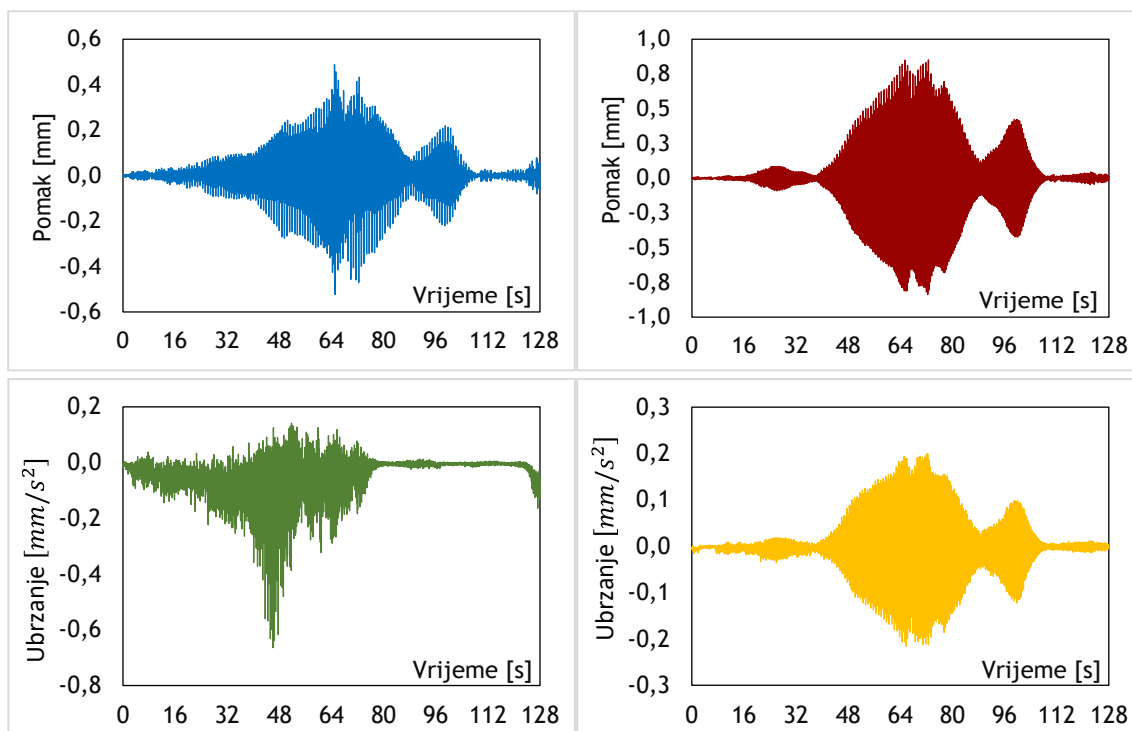 0,6
0,4
0,2
0,0
-0,2
-0,4
-0,6
Pomak [mm]
Vrijeme [s]
0 16 32 48 64 80 96 112 128
1,0
0,8
0,5
0,3
0,0
-0,3
-0,5
-0,8
-1,0
Pomak [mm]
Vrijeme [s]
0 16 32 48 64 80 96 112 128
0,2
0,0
-0,2
-0,4
-0,6
-0,8
Ubrzanje [mm/s²]
Vrijeme [s]
0 16 32 48 64 80 96 112 128
0,3
0,2
0,1
0,0
-0,1
-0,2
-0,3
Ubrzanje [mm/s²]
Vrijeme [s]
0 16 32 48 64 80 96 112 128